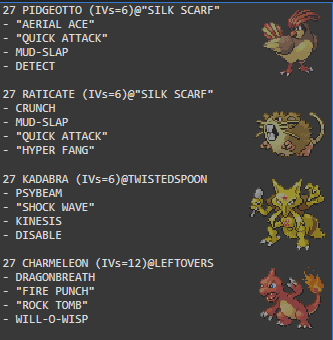 27 PIDGEOTTO (IVs=6)@"SILK SCARF"
- "AERIAL ACE"
- "QUICK ATTACK"
- MUD-SLAP
- DETECT
27 RATICATE (IVs=6)@"SILK SCARF"
- CRUNCH
- MUD-SLAP
- "QUICK ATTACK"
- "HYPER FANG"
27 KADABRA (IVs=6)@TWISTEDSPOON
- PSYBEAM
- "SHOCK WAVE"
- KINESIS
- DISABLE
27 CHARMELEON (IVs=12)@LEFTOVERS
- DRAGONBREATH
- "FIRE PUNCH"
- "ROCK TOMB"
- WILL-O-WISP